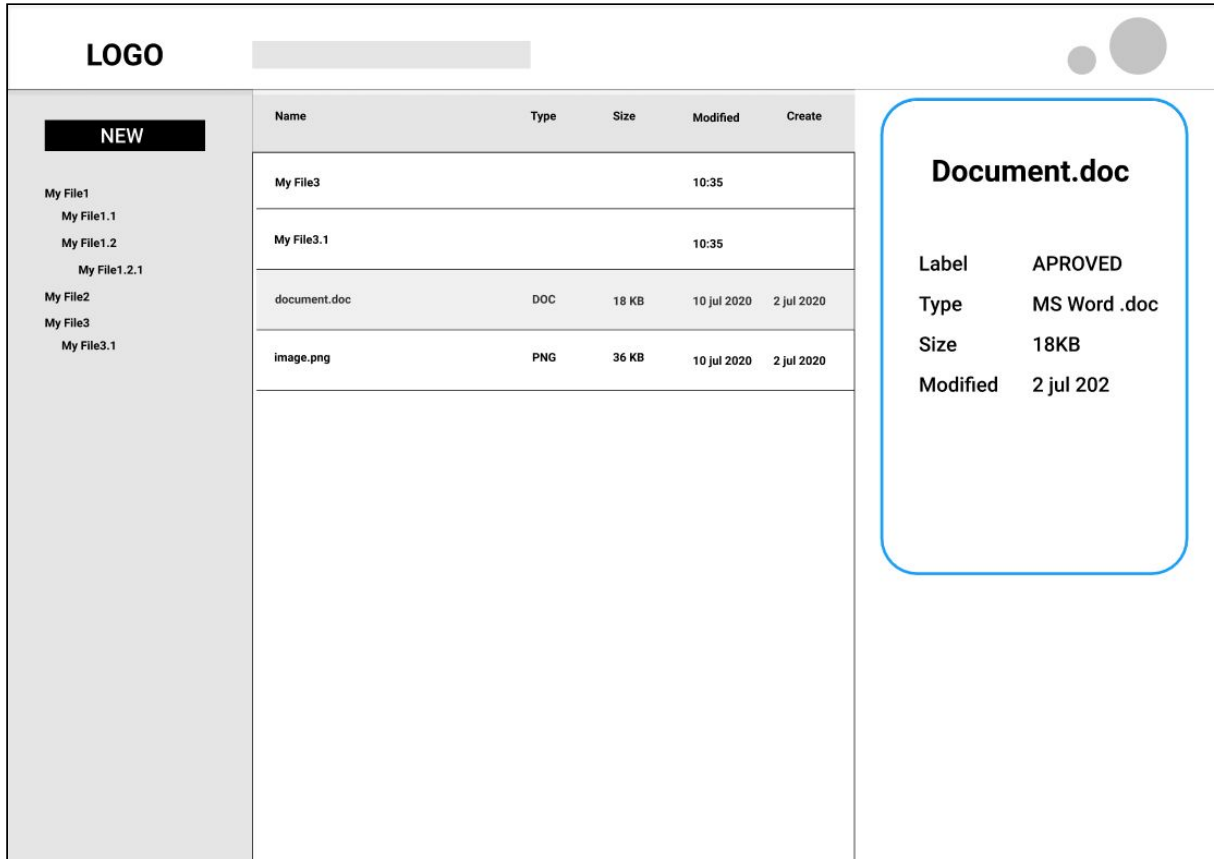 LOGO
NEW
My File1
My File1.1
My File1.2
My File1.2.1
My File2
My File3
My File3.1
Name Type Size Modified Create
My File3 10:35
My File3.1 10:35
document.doc DOC 18 KB 10 jul 2020 2 jul 2020
image.png PNG 36 KB 10 jul 2020 2 jul 2020
Document.doc
Label APROVED
Type MS Word .doc
Size 18KB
Modified 2 jul 202